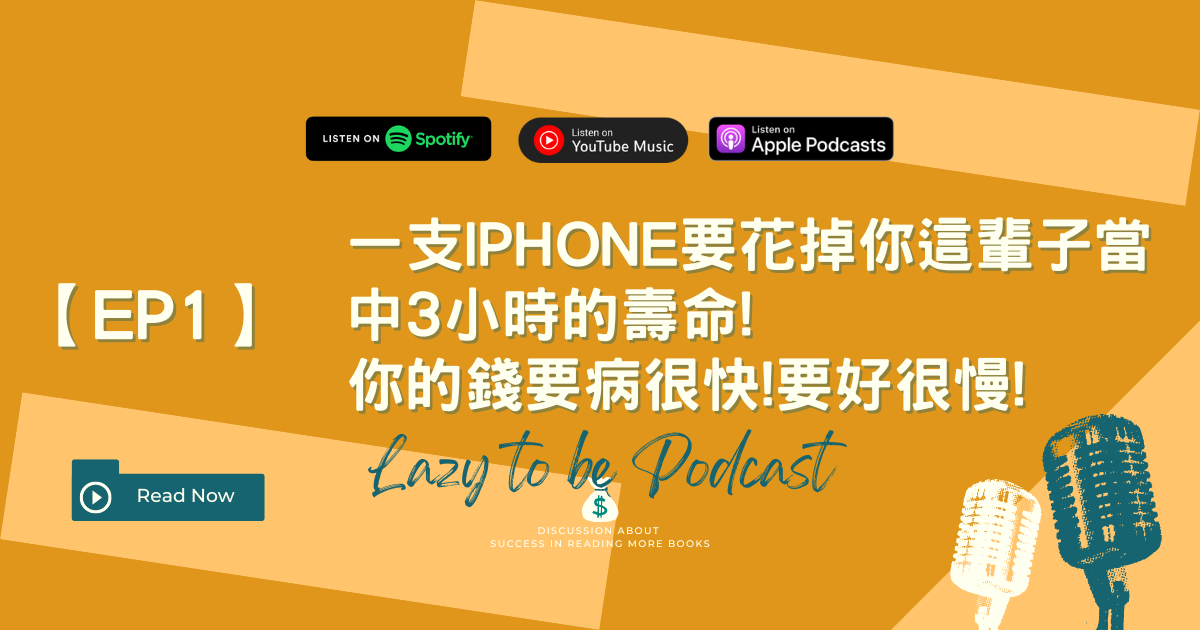 LISTEN ON Spotify
Listen on
YouTube Music
Listen on
Apple Podcasts
【EP1】
一支IPHONE要花掉你這輩子當
中3小時的壽命!
你的錢要病很快!要好很慢!
Lazy to be Podcast
$
DISCUSSION ABOUT
SUCCESS IN READING MORE BOOKS
Read Now